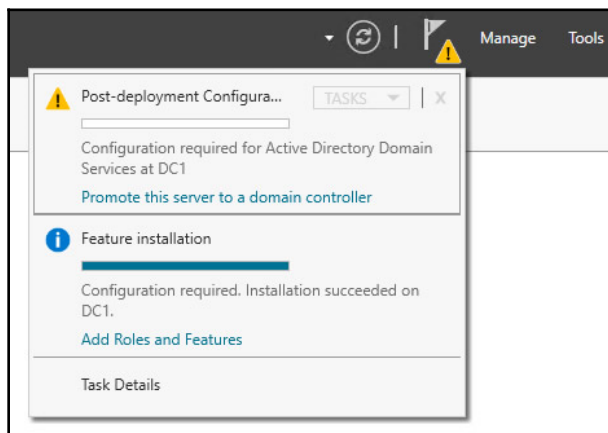 Manage Tools
Post-deployment Configura... TASKS X
Configuration required for Active Directory Domain
Services at DC1
Promote this server to a domain controller
Feature installation
Configuration required. Installation succeeded on
DC1.
Add Roles and Features
Task Details